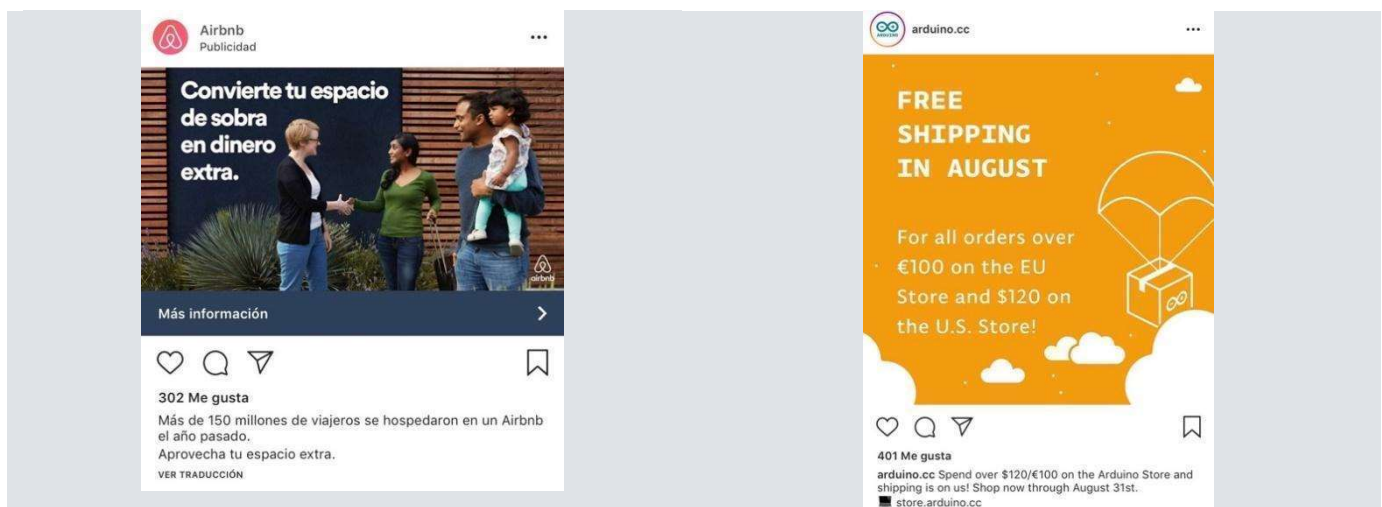 Airbnb
Publicidad
Convierte tu espacio
de sobra
en dinero
extra.
airbnb
Más información
302 Me gusta
Más de 150 millones de viajeros se hospedaron en un Airbnb
el año pasado.
Aprovecha tu espacio extra.
VER TRADUCCIÓN
ARDUINO
arduino.cc
FREE
SHIPPING
IN AUGUST
For all orders over
€100 on the EU
Store and $120 on
the U.S. Store!
401 Me gusta
arduino.cc Spend over $120/€100 on the Arduino Store and
shipping is on us! Shop now through August 31st.
store.arduino.cc